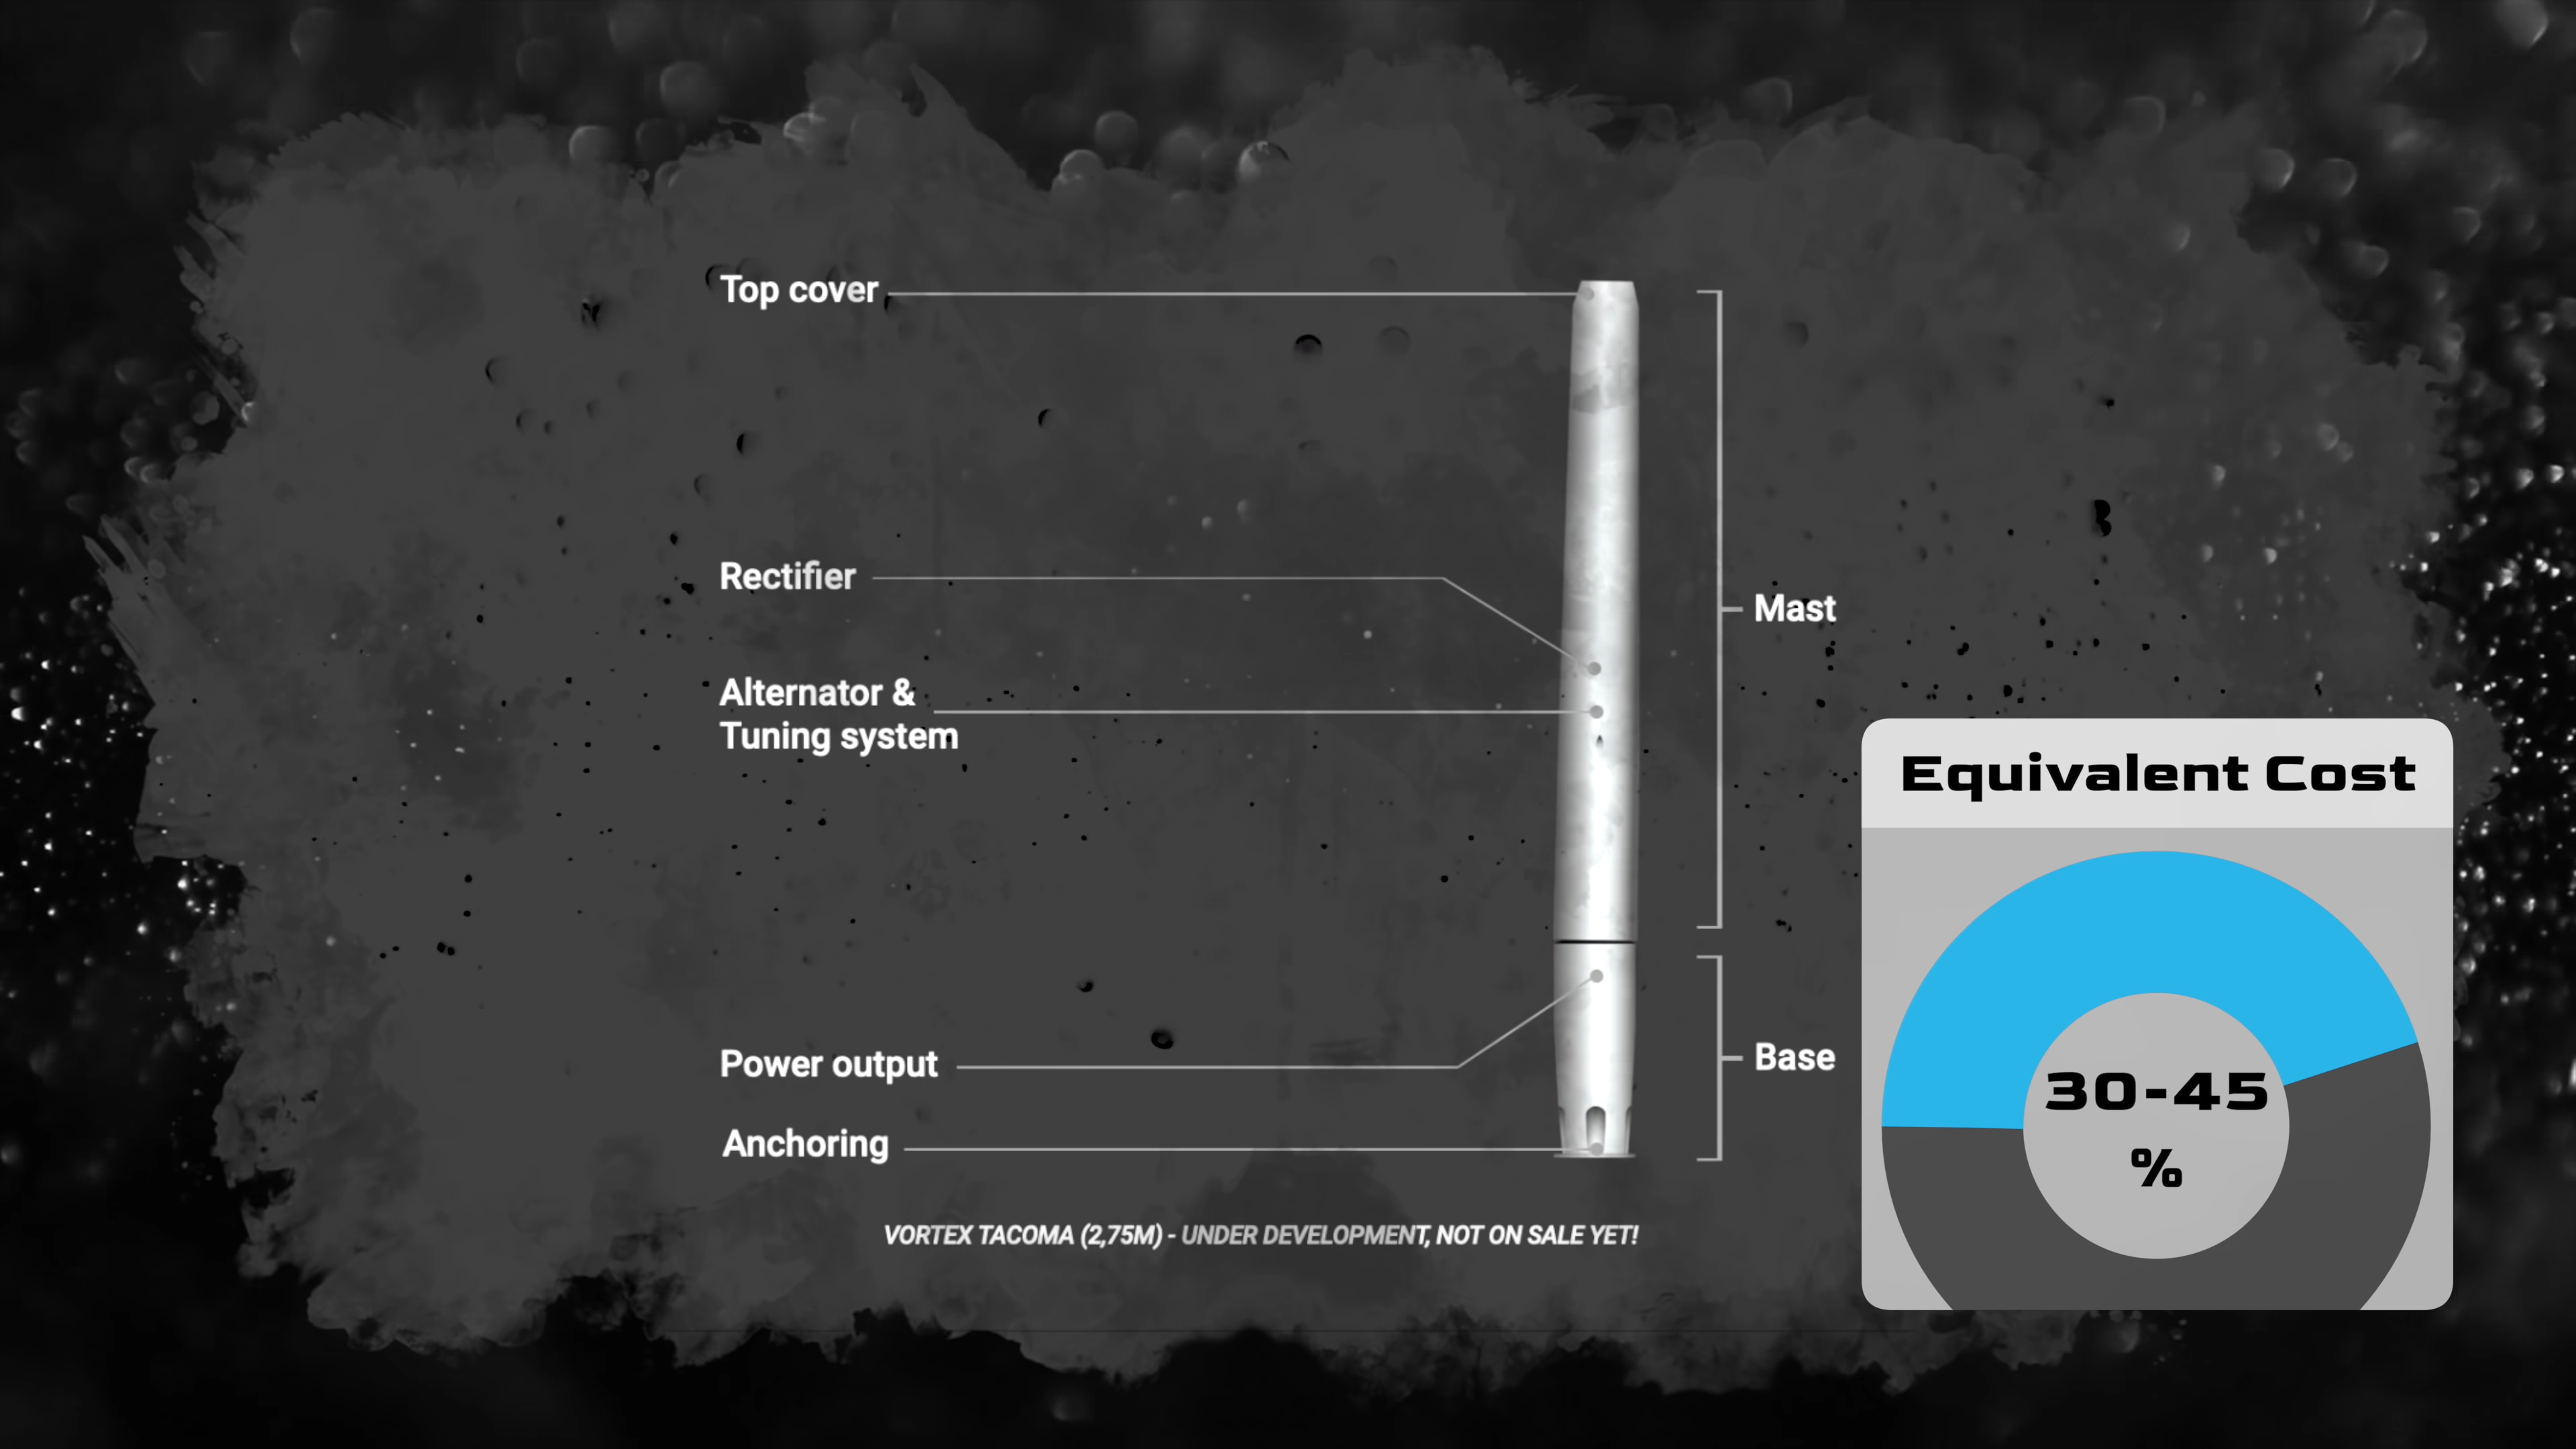 Top cover
Rectifier
Alternator &
Tuning system
Mast
Power output
Base
Anchoring
VORTEX TACOMA (2,75M) - UNDER DEVELOPMENT, NOT ON SALE YET!
Equivalent Cost
30-45
%